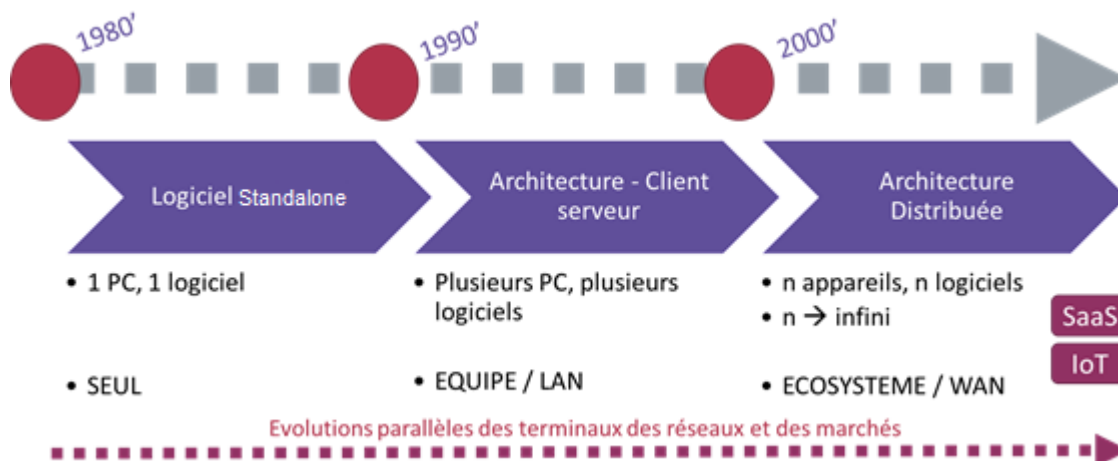 1980'
1990'
2000'
Logiciel Standalone
Architecture - Client
serveur
Architecture
Distribuée
• 1 PC, 1 logiciel
• SEUL
• Plusieurs PC, plusieurs
logiciels
• EQUIPE / LAN
• n appareils, n logiciels
• n → infini
• ECOSYSTEME / WAN
SaaS
IoT
Evolutions parallèles des terminaux des réseaux et des marchés